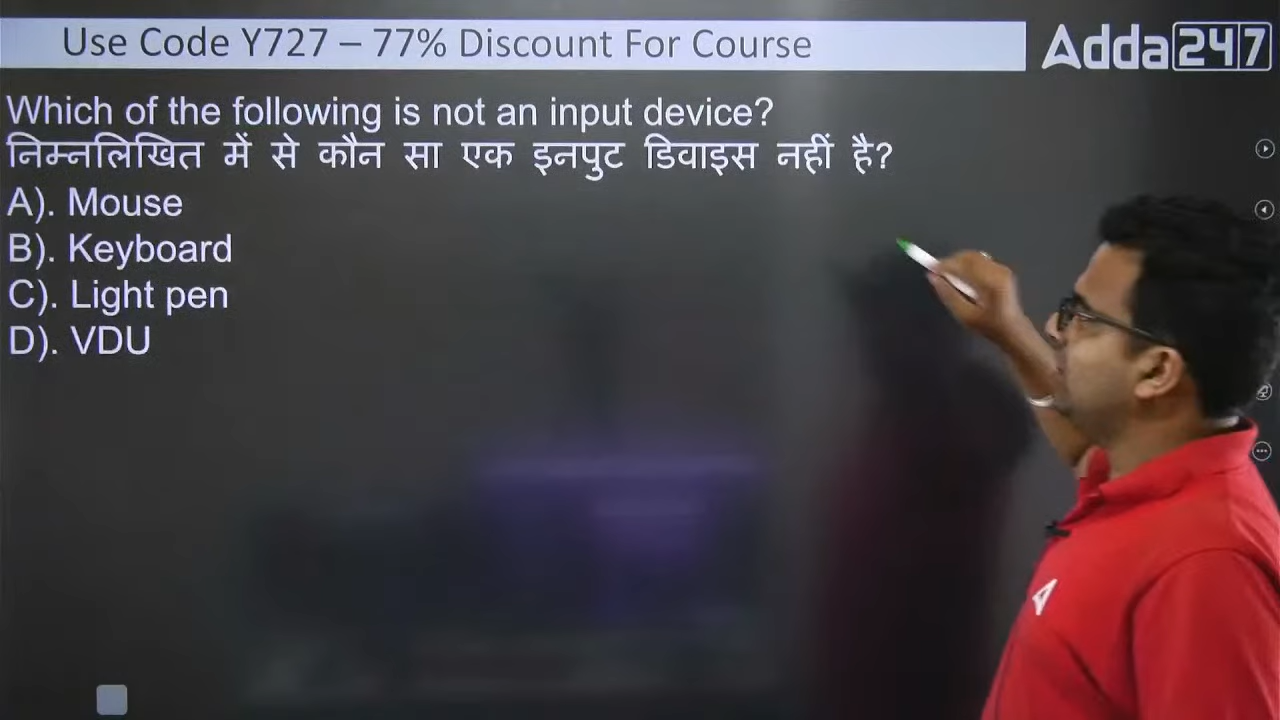 Use Code Y727 – 77% Discount For Course
Adda247
Which of the following is not an input device?
निम्नलिखित में से कौन सा एक इनपुट डिवाइस नहीं है?
A). Mouse
B). Keyboard
C). Light pen
D). VDU